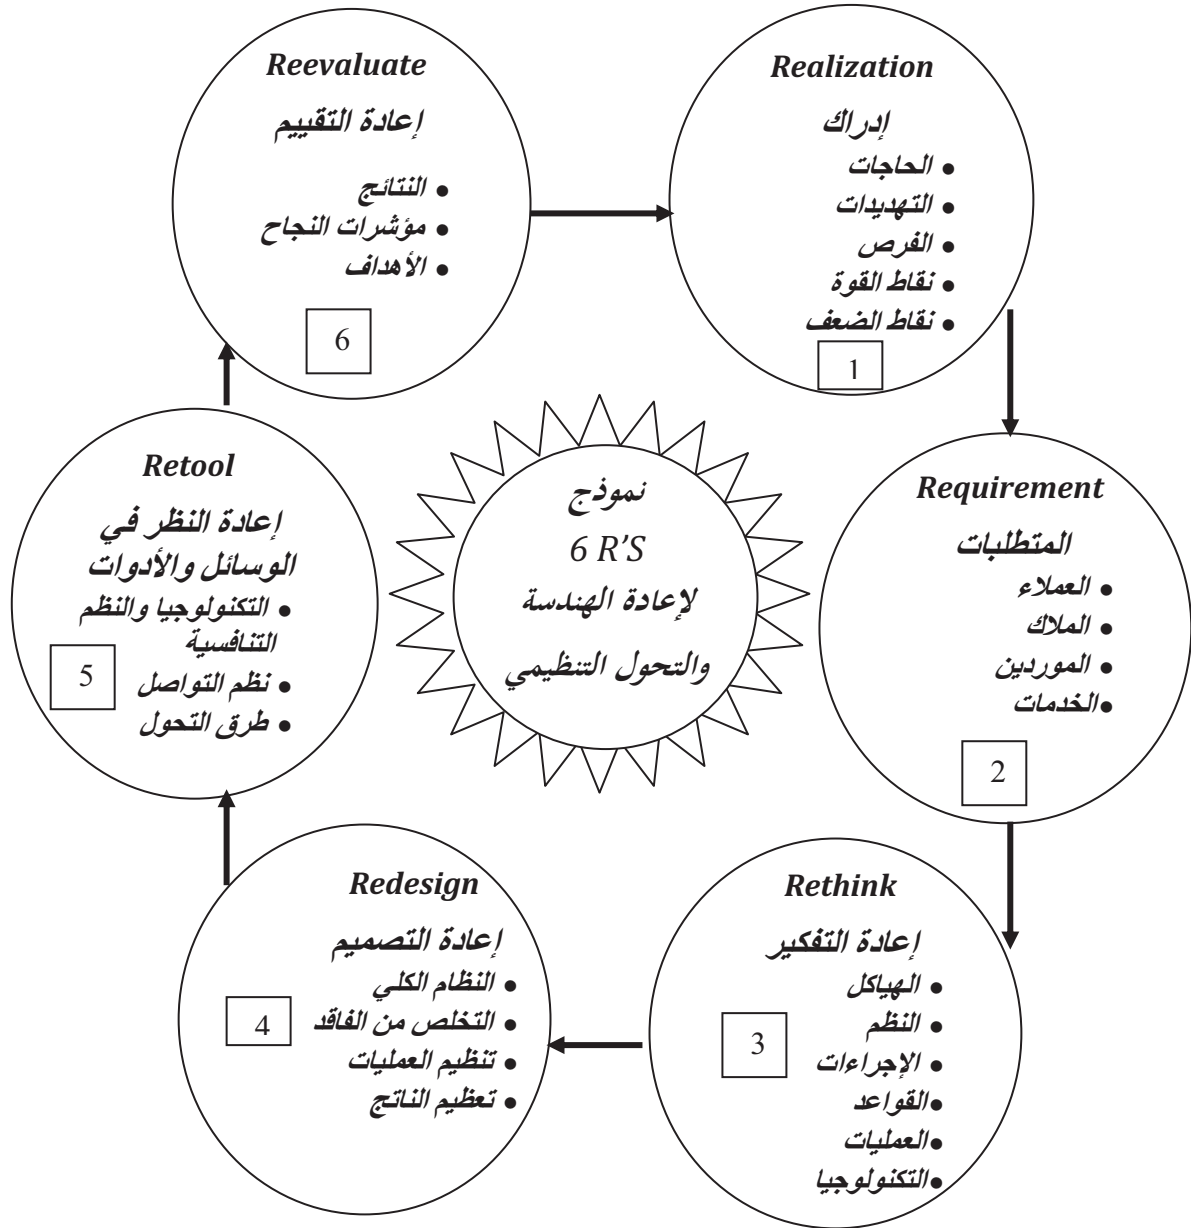 Realization
إدراك
• الحاجات
• التهديدات
• الفرص
• نقاط القوة
• نقاط الضعف
1
Requirement
المتطلبات
• العملاء
• الملاك
• الموردين
•الخدمات
2
Rethink
إعادة التفكير
• الهياكل
• النظم
• الإجراءات
•القواعد
•العمليات
•التكنولوجيا
3
Redesign
إعادة التصميم
• النظام الكلي
• التخلص من الفاقد
• تنظيم العمليات
• تعظيم الناتج
4
Retool
إعادة النظر في
الوسائل والأدوات
• التكنولوجيا والنظم
التنافسية
• نظم التواصل
• طرق التحول
5
Reevaluate
إعادة التقييم
• النتائج
• مؤشرات النجاح
• الأهداف
6
نموذج
6 R’S
لإعادة الهندسة
والتحول التنظيمي